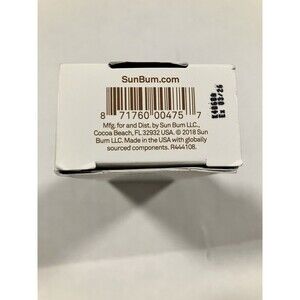 SunBum.com
8 71760 00475 7
Mfg. for and Dist. by Sun Bum LLC.,
Cocoa Beach, FL 32932 USA. © 2018 Sun
Bum LLC. Made in the USA with globally
sourced components. R444108.